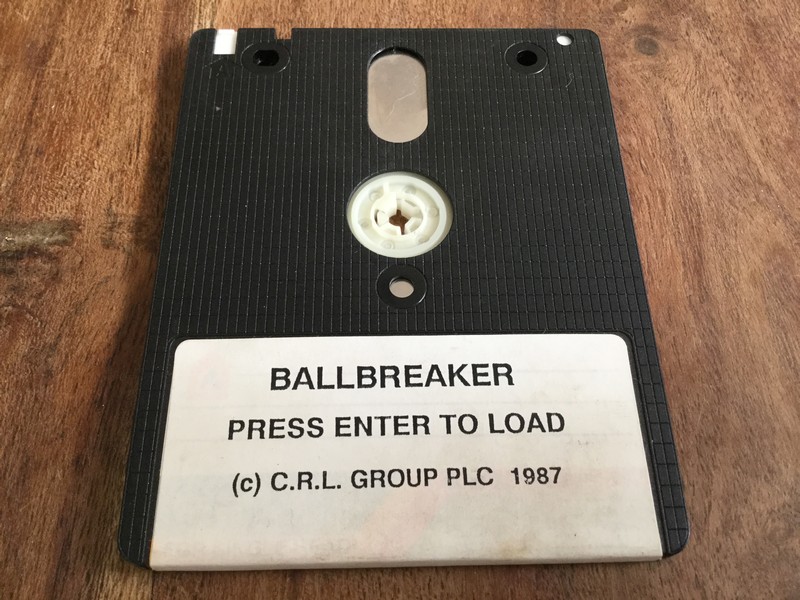 A
BALLBREAKER
PRESS ENTER TO LOAD
(c) C.R.L. GROUP PLC 1987